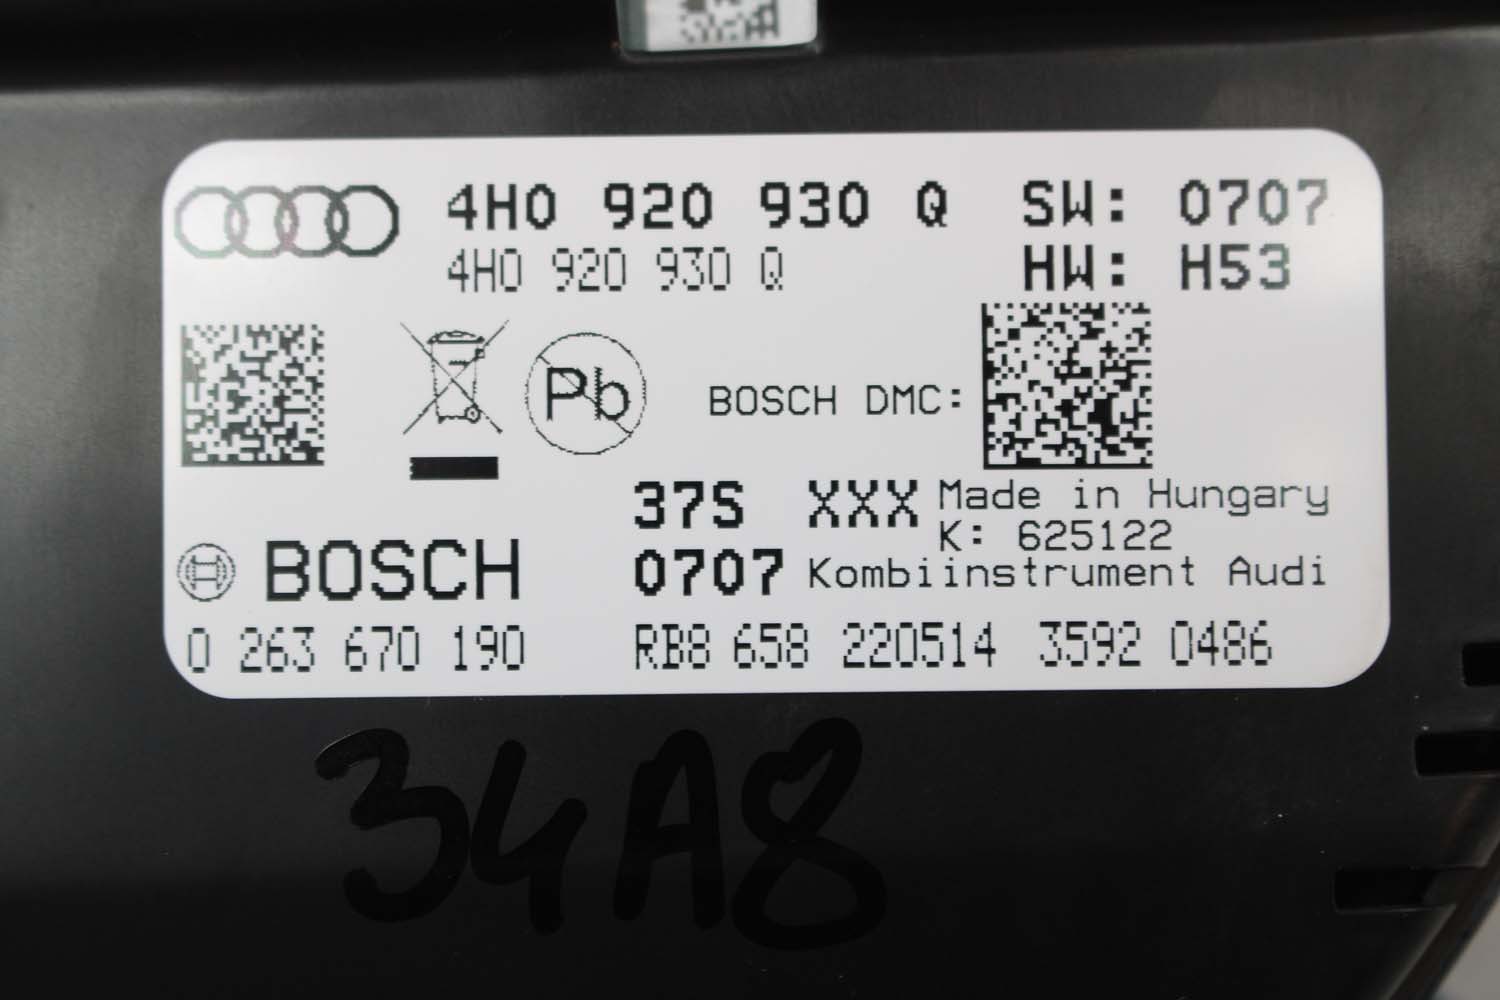 4H0 920 930 Q SW: 0707
4H0 920 930 Q HW: H53
Pb BOSCH DMC:
37S XXX Made in Hungary
K: 625122
BOSCH 0707 Kombiinstrument Audi
0 263 670 190 RB8 658 220514 3592 0486
34A8